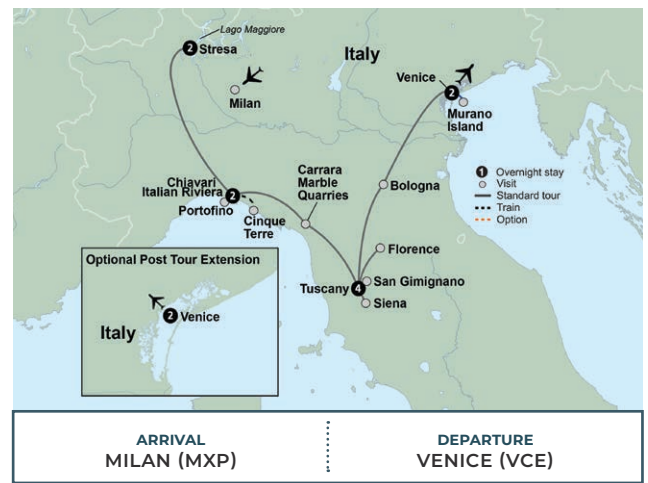 Lago Maggiore
2 Stresa
Italy
Milan
Venice
2
Murano
Island
1 Overnight stay
Visit
Standard tour
Train
Option
Carrara
Marble
Quarries
Chiavari
Italian Riviera 2
Portofino
Cinque
Terre
Bologna
Florence
San Gimignano
Tuscany 4
Siena
Optional Post Tour Extension
2 Venice
Italy
ARRIVAL
MILAN (MXP)
DEPARTURE
VENICE (VCE)